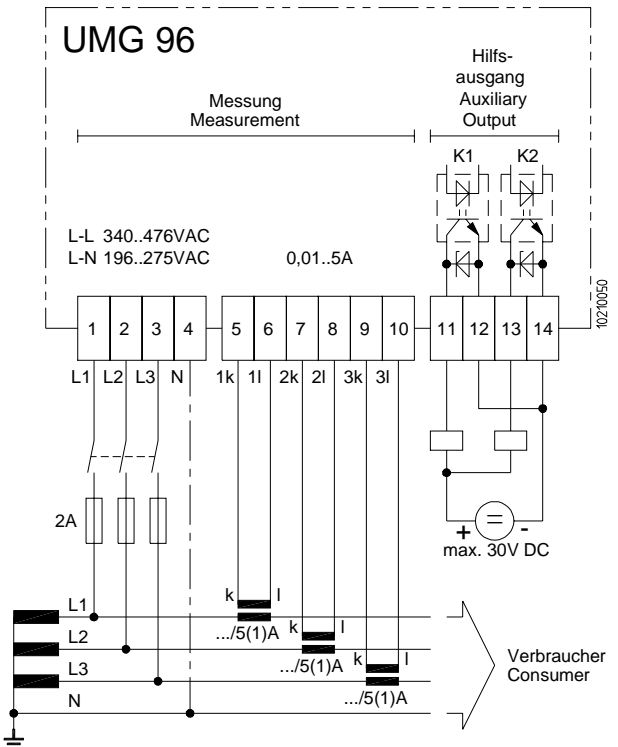 UMG 96
Hilfs-
ausgang
Auxiliary
Output
Messung
Measurement
K1 K2
L-L 340..476VAC
L-N 196..275VAC 0,01..5A
10210050
1 2 3 4 5 6 7 8 9 10 11 12 13 14
L1 L2 L3 N 1k 1l 2k 2l 3k 3l
2A
+ -
max. 30V DC
k l
L1
.../5(1)A
k l
L2
.../5(1)A
k l
L3
.../5(1)A
N
Verbraucher
Consumer